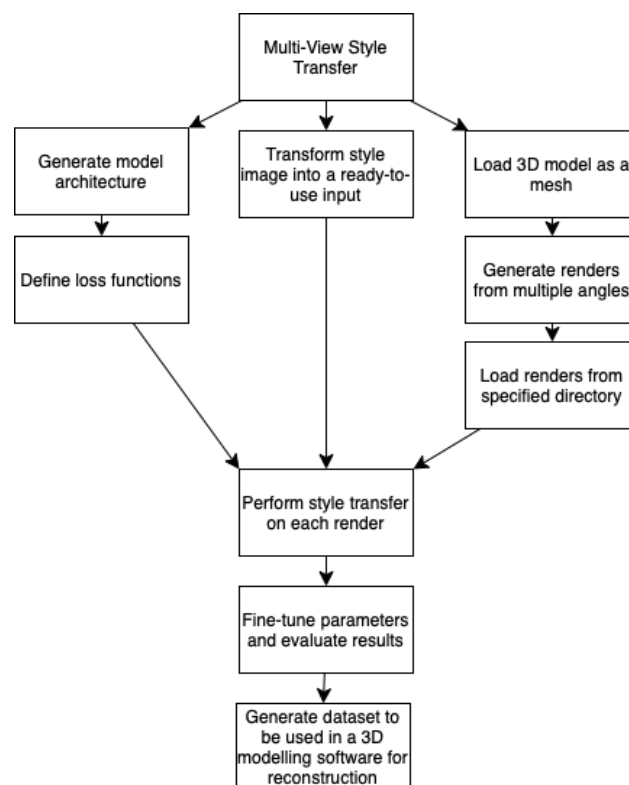 Multi-View Style
Transfer
Generate model
architecture
Transform style
image into a ready-to-
use input
Load 3D model as a
mesh
Define loss functions
Generate renders
from multiple angles
Load renders from
specified directory
Perform style transfer
on each render
Fine-tune parameters
and evaluate results
Generate dataset to
be used in a 3D
modelling software for
reconstruction